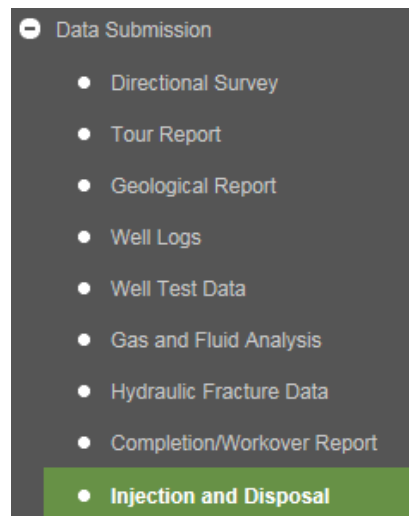 Data Submission
Directional Survey
Tour Report
Geological Report
Well Logs
Well Test Data
Gas and Fluid Analysis
Hydraulic Fracture Data
Completion/Workover Report
Injection and Disposal